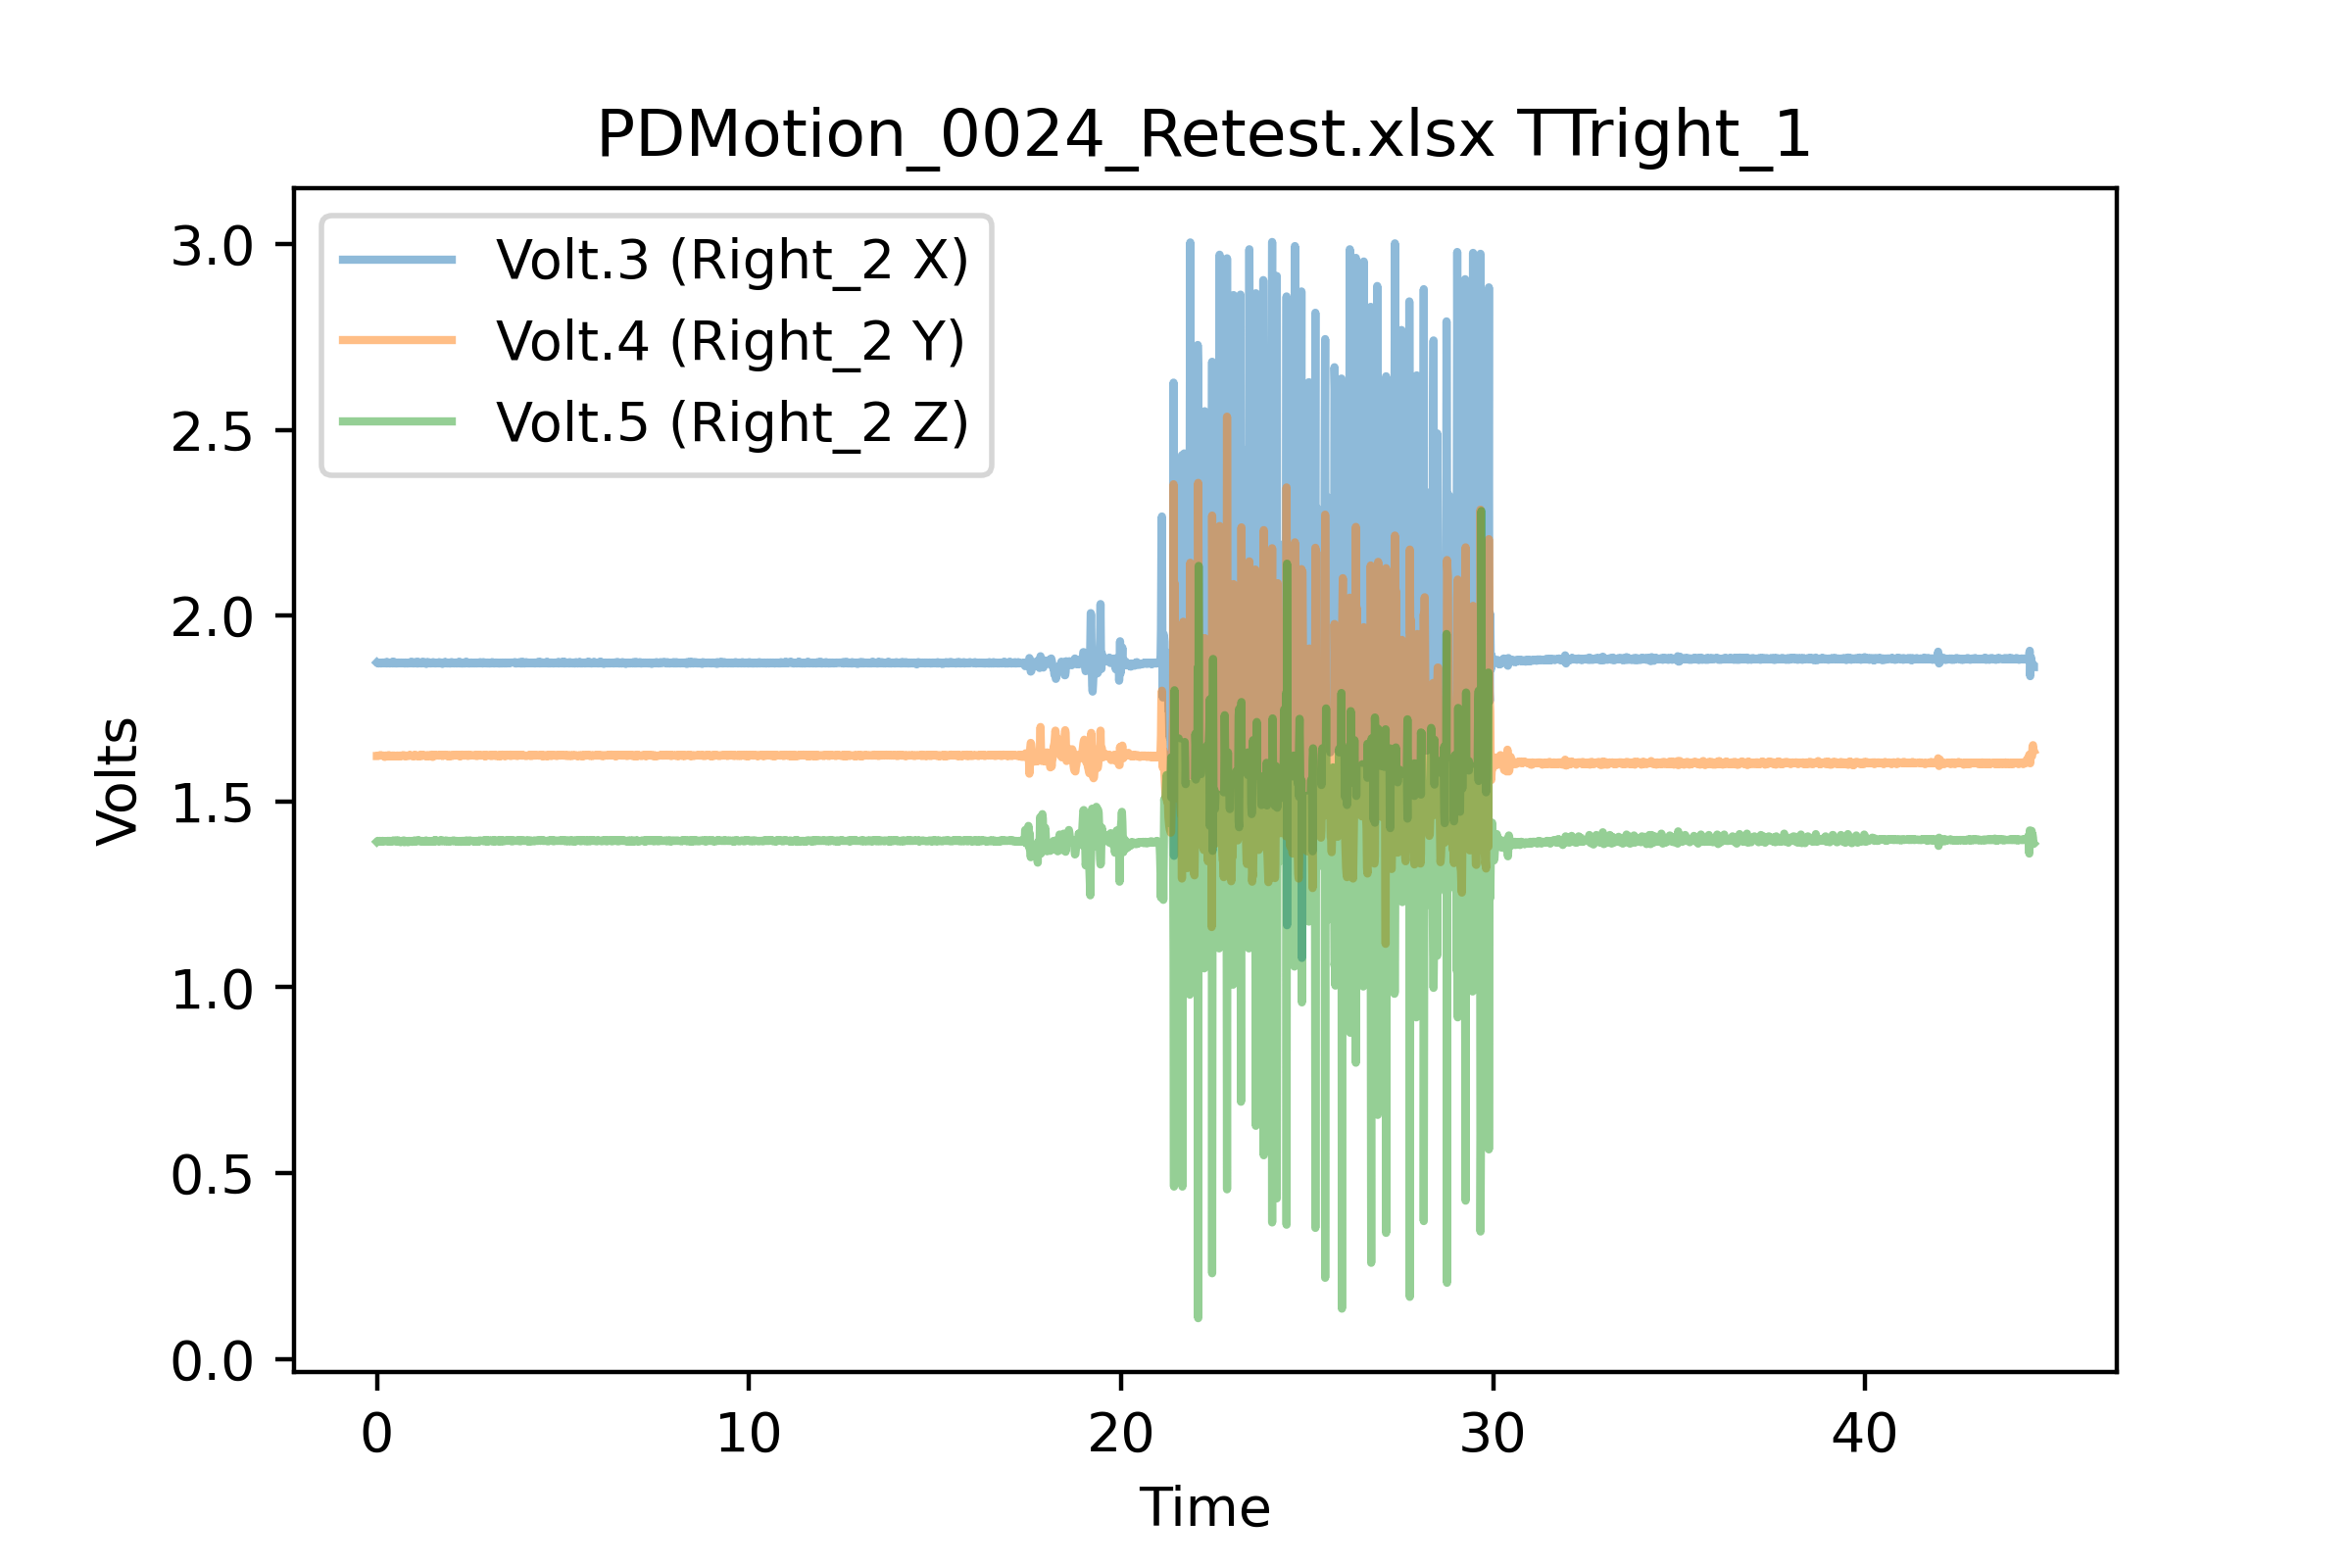 PDMotion_0024_Retest.xlsx TTright_1
Volt.3 (Right_2 X)
Volt.4 (Right_2 Y)
Volt.5 (Right_2 Z)
3.0
2.5
2.0
1.5
1.0
0.5
0.0
Volts
0 10 20 30 40
Time